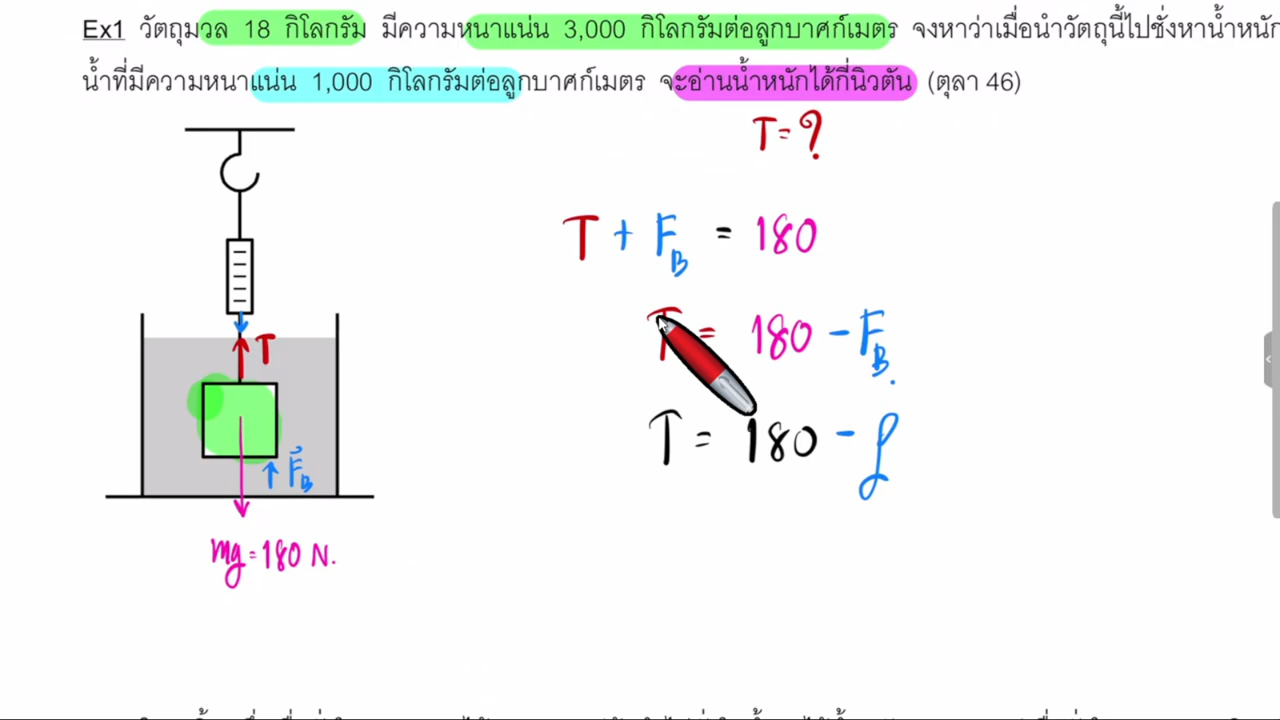 Ex1 วัตถุมวล 18 กิโลกรัม มีความหนาแน่น 3,000 กิโลกรัมต่อลูกบาศก์เมตร จงหาว่าเมื่อนำวัตถุนี้ไปชั่งหาน้ำหนัก
น้ำที่มีความหนาแน่น 1,000 กิโลกรัมต่อลูกบาศก์เมตร จะอ่านน้ำหนักได้กี่นิวตัน (ตุลา 46)
T = ?
T + F_B = 180
T = 180 - F_B.
T = 180 - ρ
T
F_B
mg = 180 N.